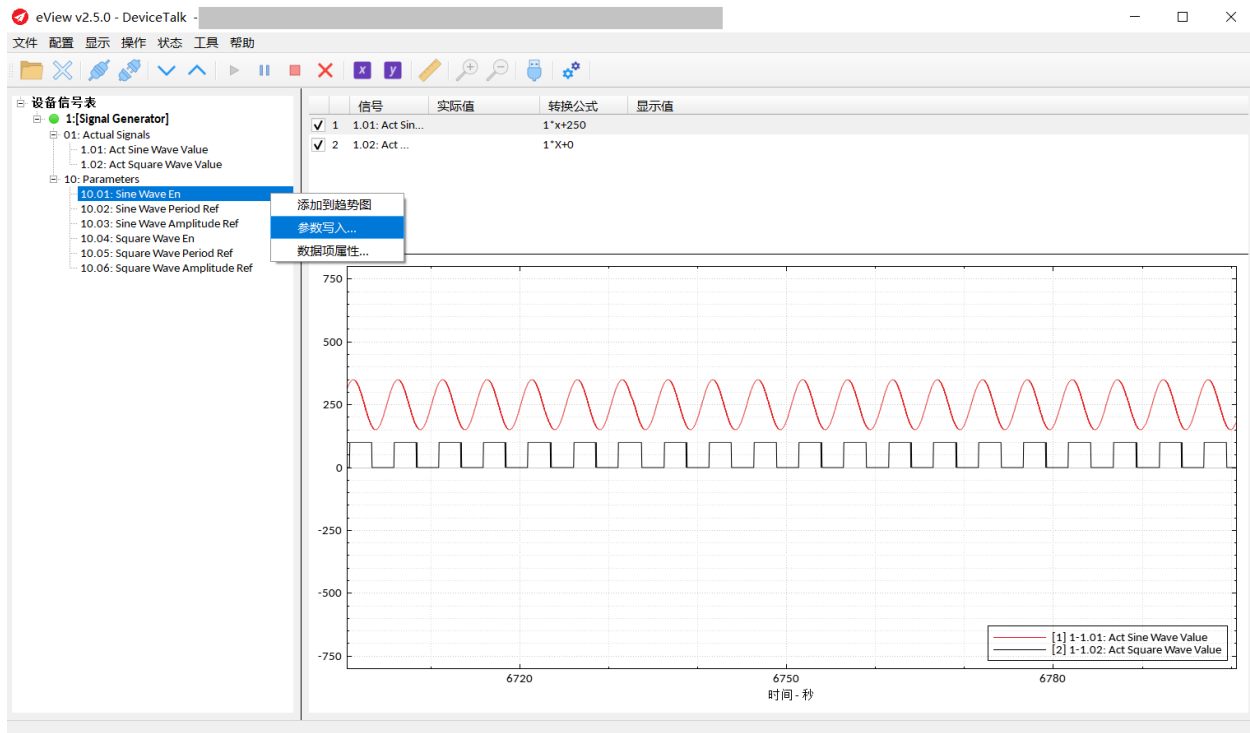 eView v2.5.0 - DeviceTalk -
文件 配置 显示 操作 状态 工具 帮助
x y
设备信号表
1:[Signal Generator]
01: Actual Signals
1.01: Act Sine Wave Value
1.02: Act Square Wave Value
10: Parameters
10.01: Sine Wave En
10.02: Sine Wave Period Ref
10.03: Sine Wave Amplitude Ref
10.04: Square Wave En
10.05: Square Wave Period Ref
10.06: Square Wave Amplitude Ref
添加到趋势图
参数写入...
数据项属性...
信号 实际值 转换公式 显示值
1 1.01: Act Sin... 1*x+250
2 1.02: Act ... 1*X+0
750
500
250
0
-250
-500
-750
[1] 1-1.01: Act Sine Wave Value
[2] 1-1.02: Act Square Wave Value
6720 6750 6780
时间 - 秒